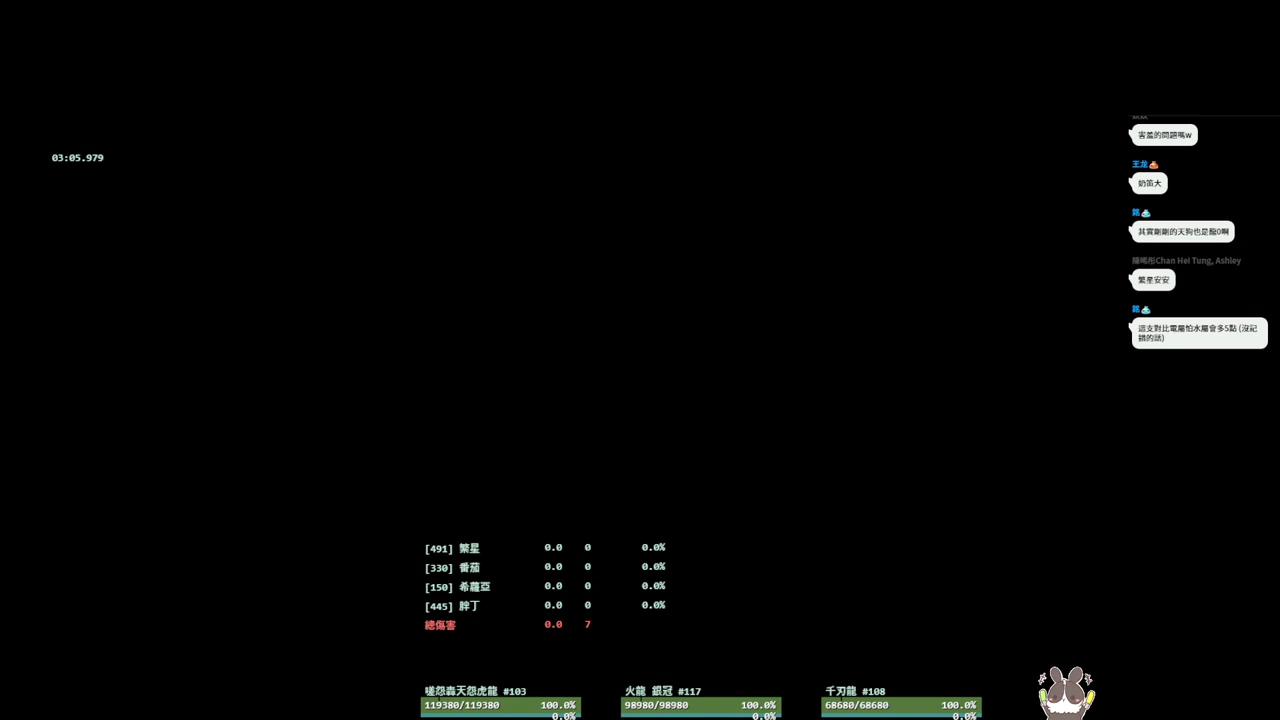 03:05.979
害羞的問題嗎w
王龙
奶笛大
銘
其實剛剛的天狗也是龍0啊
陳晞彤Chan Hei Tung, Ashley
繁星安安
銘
這支對比電屬怕水屬會多5點 (沒記
錯的話)
[491] 繁星 0.0 0 0.0%
[330] 番茄 0.0 0 0.0%
[150] 希蘿亞 0.0 0 0.0%
[445] 胖丁 0.0 0 0.0%
總傷害 0.0 7
嗟怨轟天怨虎龍 #103
119380/119380 100.0%
0.0%
火龍 銀冠 #117
98980/98980 100.0%
0.0%
千刃龍 #108
68680/68680 100.0%
0.0%